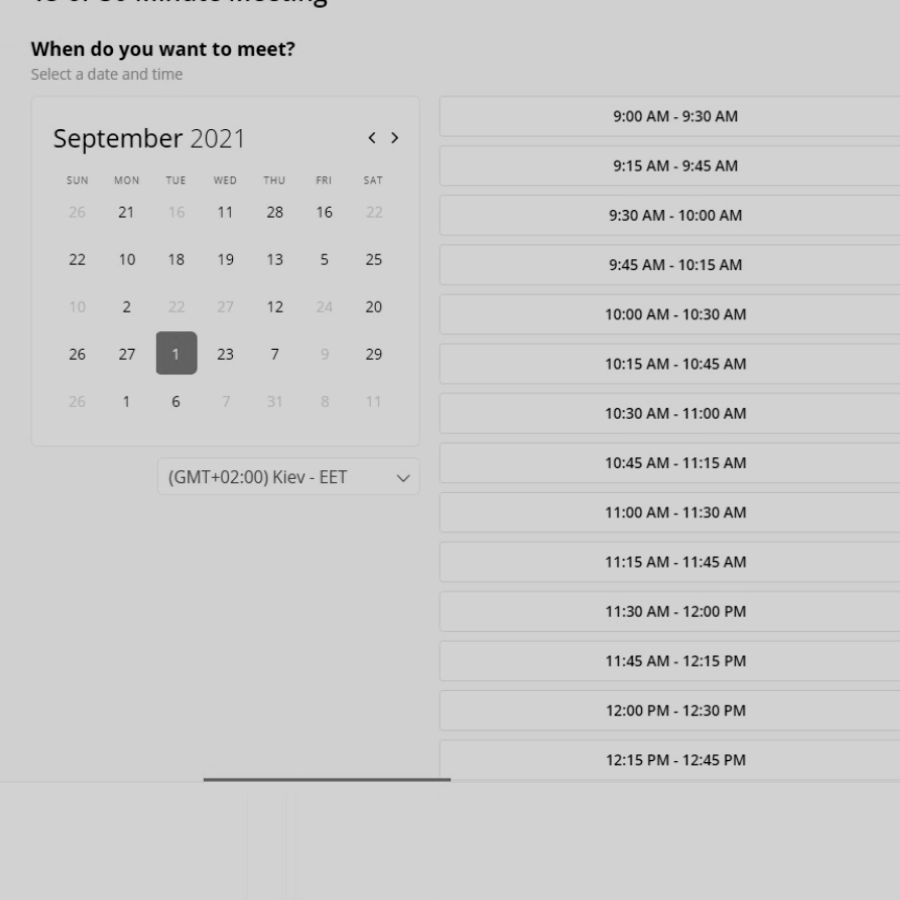 When do you want to meet?
Select a date and time
September 2021
SUN MON TUE WED THU FRI SAT
26 21 16 11 28 16 22
22 10 18 19 13 5 25
10 2 22 27 12 24 20
26 27 1 23 7 9 29
26 1 6 7 31 8 11
(GMT+02:00) Kiev - EET
9:00 AM - 9:30 AM
9:15 AM - 9:45 AM
9:30 AM - 10:00 AM
9:45 AM - 10:15 AM
10:00 AM - 10:30 AM
10:15 AM - 10:45 AM
10:30 AM - 11:00 AM
10:45 AM - 11:15 AM
11:00 AM - 11:30 AM
11:15 AM - 11:45 AM
11:30 AM - 12:00 PM
11:45 AM - 12:15 PM
12:00 PM - 12:30 PM
12:15 PM - 12:45 PM